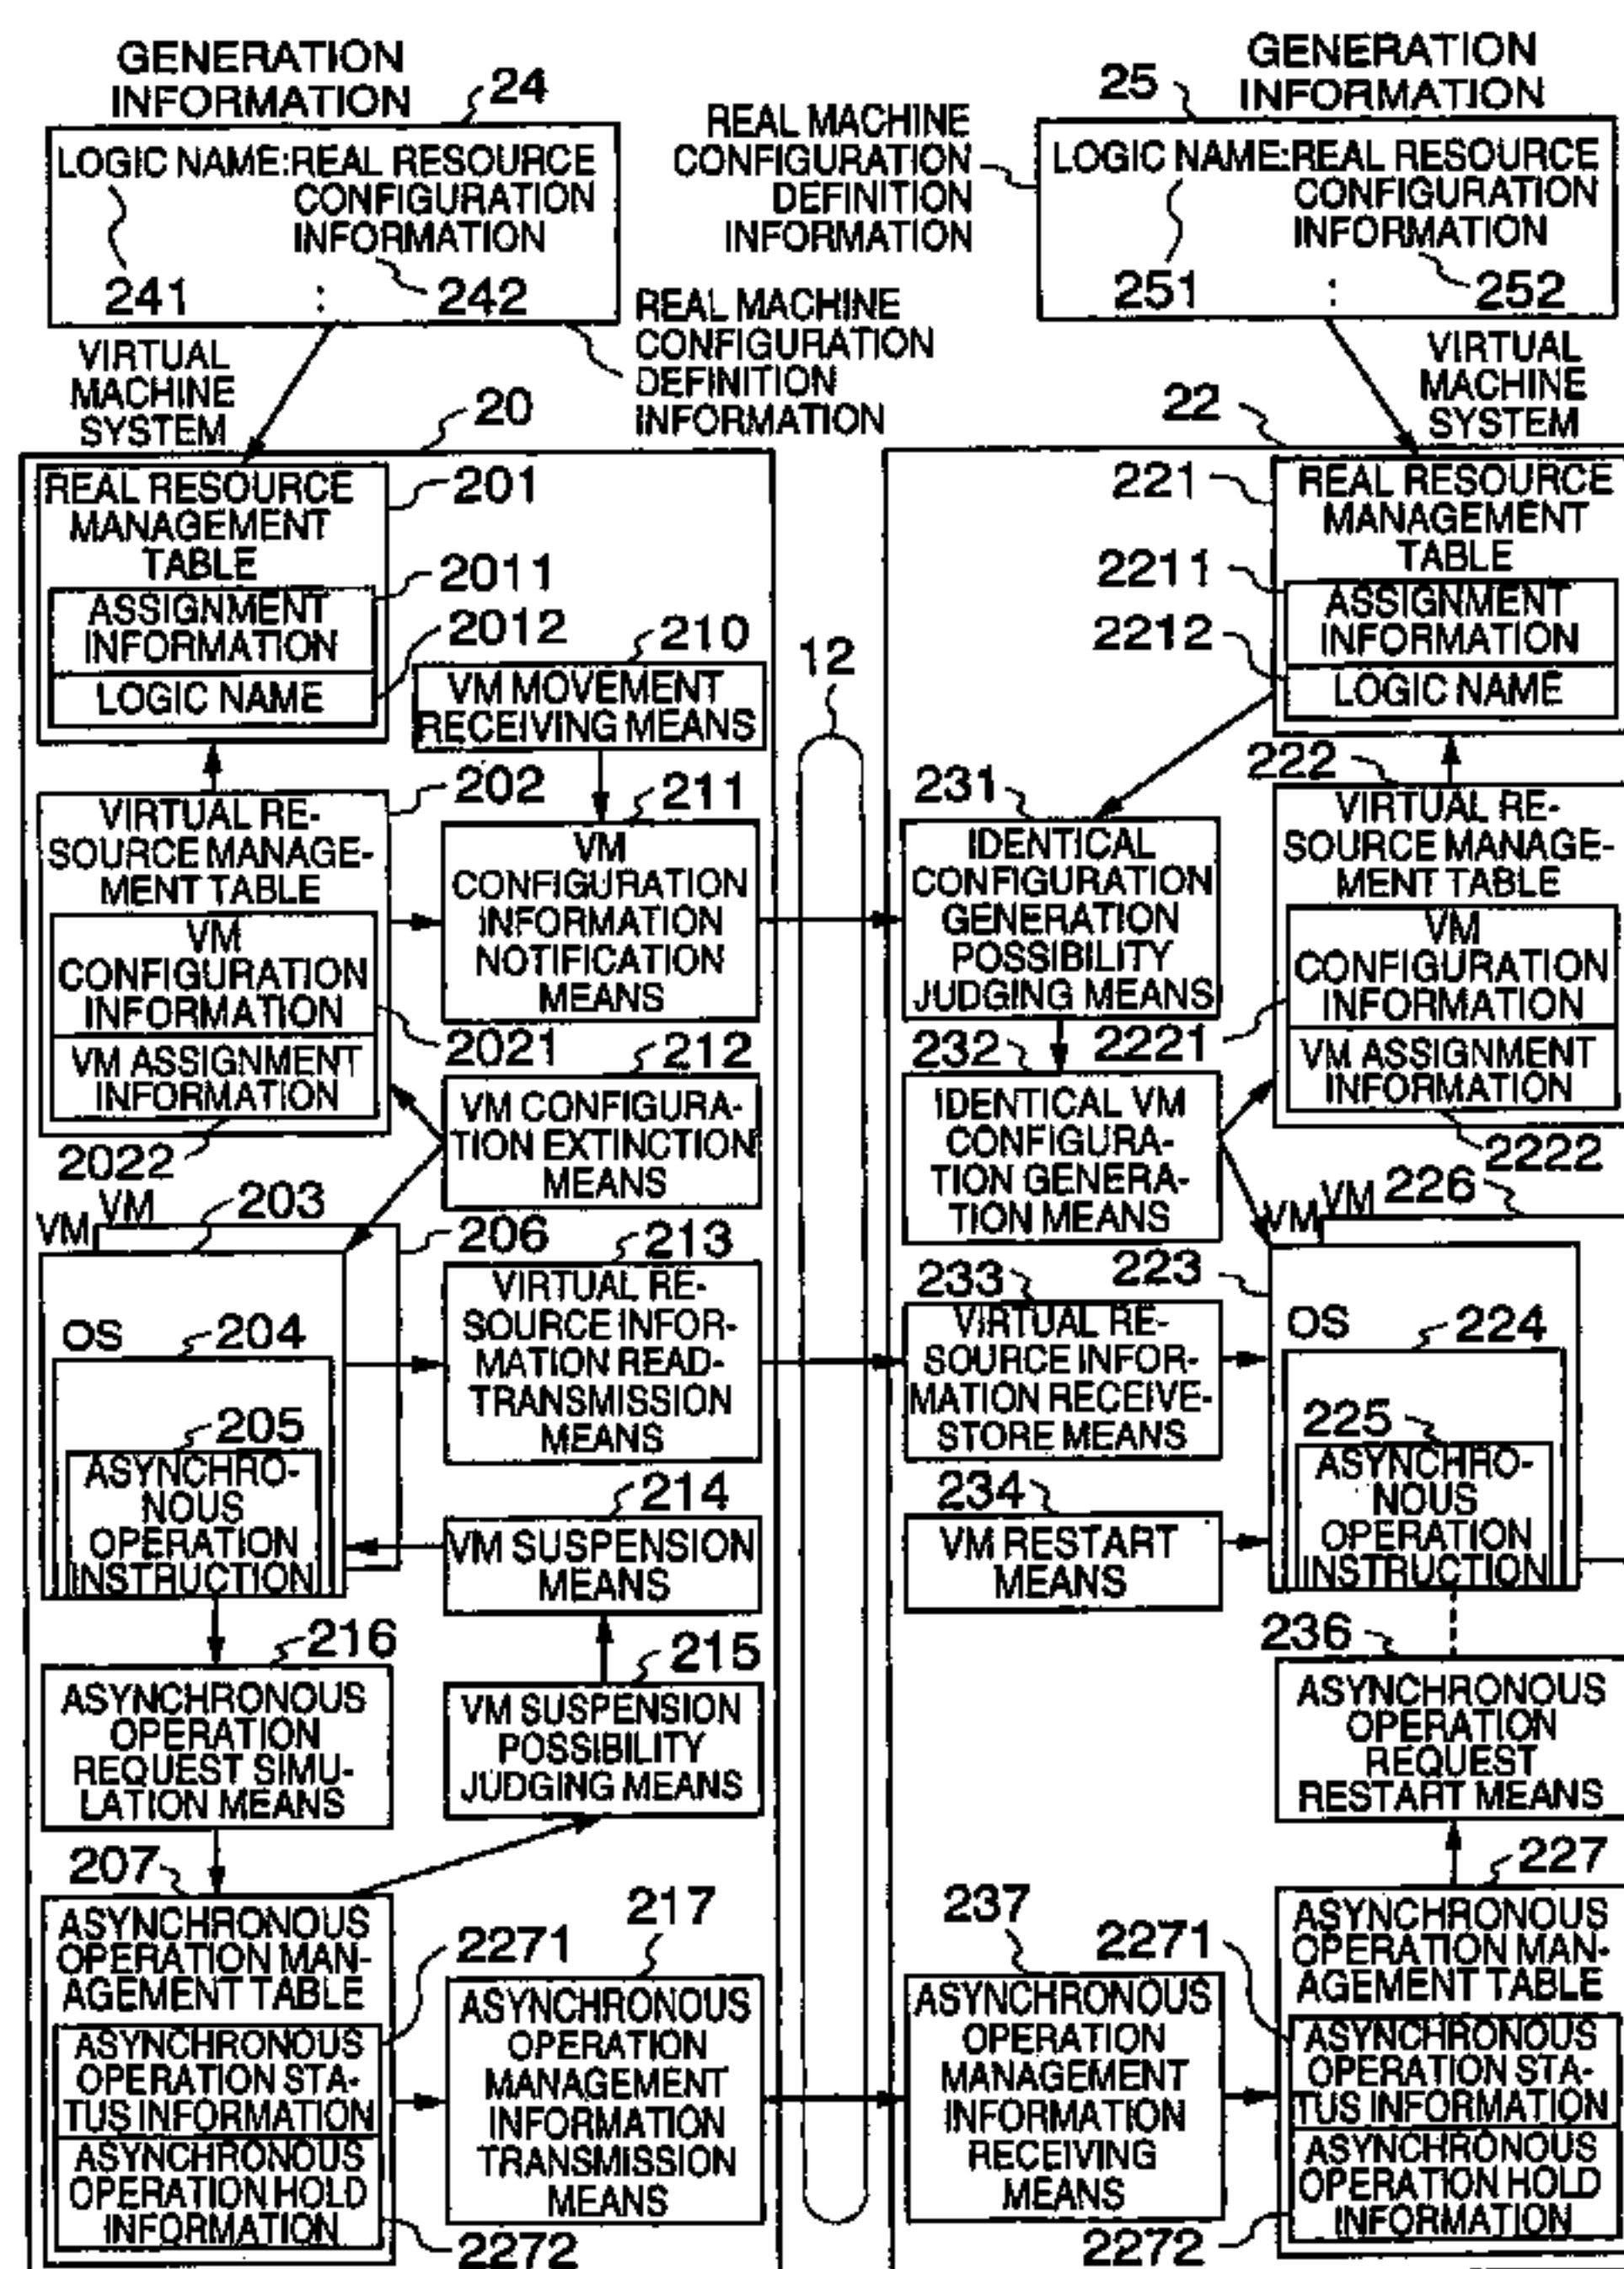 GENERATION
INFORMATION
24
LOGIC NAME:REAL RESOURCE
CONFIGURATION
INFORMATION
241
:
242
REAL MACHINE
CONFIGURATION
DEFINITION
INFORMATION
GENERATION
INFORMATION
25
REAL MACHINE
CONFIGURATION
DEFINITION
INFORMATION
LOGIC NAME:REAL RESOURCE
CONFIGURATION
INFORMATION
251
:
252
VIRTUAL
MACHINE
SYSTEM
20
REAL RESOURCE
MANAGEMENT
TABLE
201
2011
ASSIGNMENT
INFORMATION
2012
LOGIC NAME
210
VM MOVEMENT
RECEIVING MEANS
202
VIRTUAL RE-
SOURCE MANAGE-
MENT TABLE
VM
CONFIGURATION
INFORMATION
2021
VM ASSIGNMENT
INFORMATION
2022
211
VM
CONFIGURATION
INFORMATION
NOTIFICATION
MEANS
212
VM CONFIGURA-
TION EXTINCTION
MEANS
VM
VM
203
206
OS
204
205
ASYNCHRO-
NOUS
OPERATION
INSTRUCTION
213
VIRTUAL RE-
SOURCE INFOR-
MATION READ-
TRANSMISSION
MEANS
214
VM SUSPENSION
MEANS
216
ASYNCHRONOUS
OPERATION
REQUEST SIMU-
LATION MEANS
215
VM SUSPENSION
POSSIBILITY
JUDGING MEANS
207
ASYNCHRONOUS
OPERATION MAN-
AGEMENT TABLE
2271
ASYNCHRONOUS
OPERATION STA-
TUS INFORMATION
ASYNCHRONOUS
OPERATION HOLD
INFORMATION
2272
217
ASYNCHRONOUS
OPERATION
MANAGEMENT
INFORMATION
TRANSMISSION
MEANS
12
VIRTUAL
MACHINE
SYSTEM
22
221
REAL RESOURCE
MANAGEMENT
TABLE
2211
ASSIGNMENT
INFORMATION
2212
LOGIC NAME
231
IDENTICAL
CONFIGURATION
GENERATION
POSSIBILITY
JUDGING MEANS
222
VIRTUAL RE-
SOURCE MANAGE-
MENT TABLE
VM
CONFIGURATION
INFORMATION
2221
VM ASSIGNMENT
INFORMATION
2222
232
IDENTICAL VM
CONFIGURA-
TION GENERA-
TION MEANS
VM
VM
226
223
OS
224
225
ASYNCHRO-
NOUS
OPERATION
INSTRUCTION
233
VIRTUAL RE-
SOURCE INFOR-
MATION RECEIVE-
STORE MEANS
234
VM RESTART
MEANS
236
ASYNCHRONOUS
OPERATION
REQUEST
RESTART MEANS
237
ASYNCHRONOUS
OPERATION
MANAGEMENT
INFORMATION
RECEIVING
MEANS
227
ASYNCHRONOUS
OPERATION MAN-
AGEMENT TABLE
2271
ASYNCHRONOUS
OPERATION STA-
TUS INFORMATION
ASYNCHRONOUS
OPERATION HOLD
INFORMATION
2272